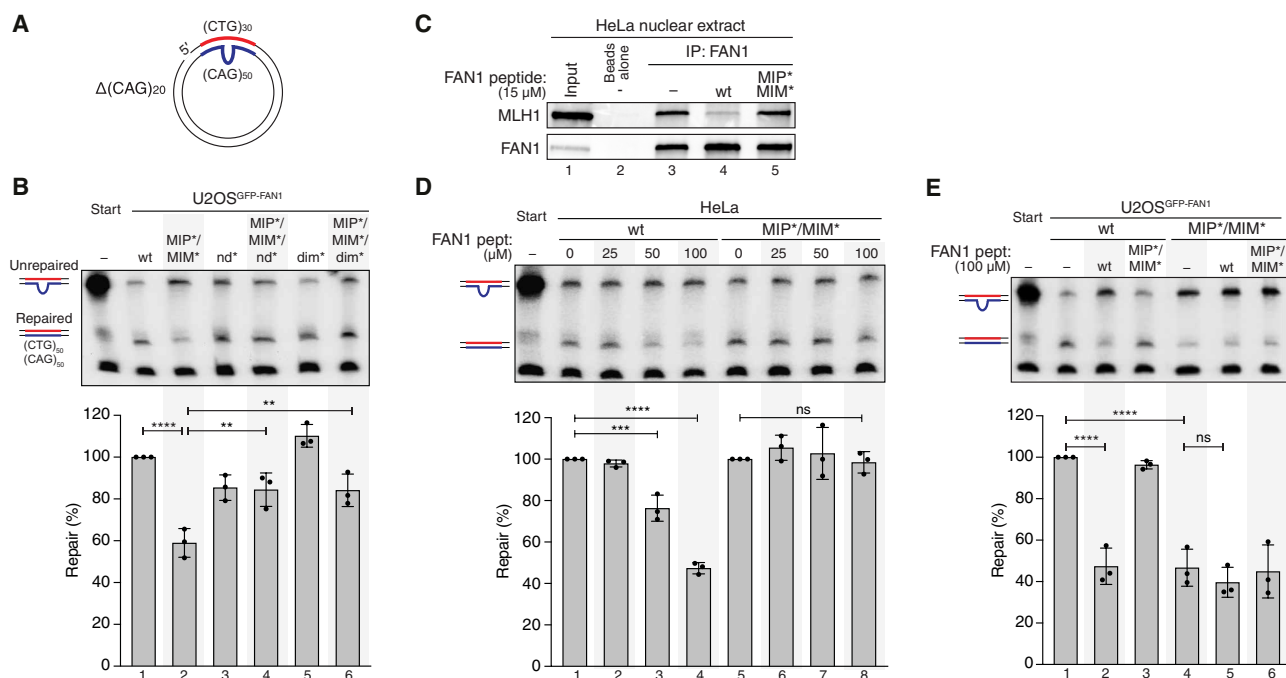 A
(CTG)30
5'
(CAG)50
Δ(CAG)20
C
HeLa nuclear extract
Input
Beads alone
IP: FAN1
FAN1 peptide:
(15 µM)
-
–
wt
MIP*
MIM*
MLH1
FAN1
1 2 3 4 5
B
U2OSGFP-FAN1
Start
–
wt
MIP*/
MIM*
nd*
MIP*/
MIM*/
nd*
dim*
MIP*/
MIM*/
dim*
Unrepaired
Repaired
(CTG)50
(CAG)50
Repair (%)
120
100
80
60
40
20
0
****
**
**
1 2 3 4 5 6
D
HeLa
Start
wt
MIP*/MIM*
FAN1 pept:
(µM)
– 0 25 50 100 0 25 50 100
Repair (%)
120
100
80
60
40
20
0
****
***
ns
1 2 3 4 5 6 7 8
E
U2OSGFP-FAN1
Start
wt
MIP*/MIM*
FAN1 pept:
(100 µM)
– – wt
MIP*/
MIM*
– wt
MIP*/
MIM*
Repair (%)
120
100
80
60
40
20
0
****
****
ns
1 2 3 4 5 6